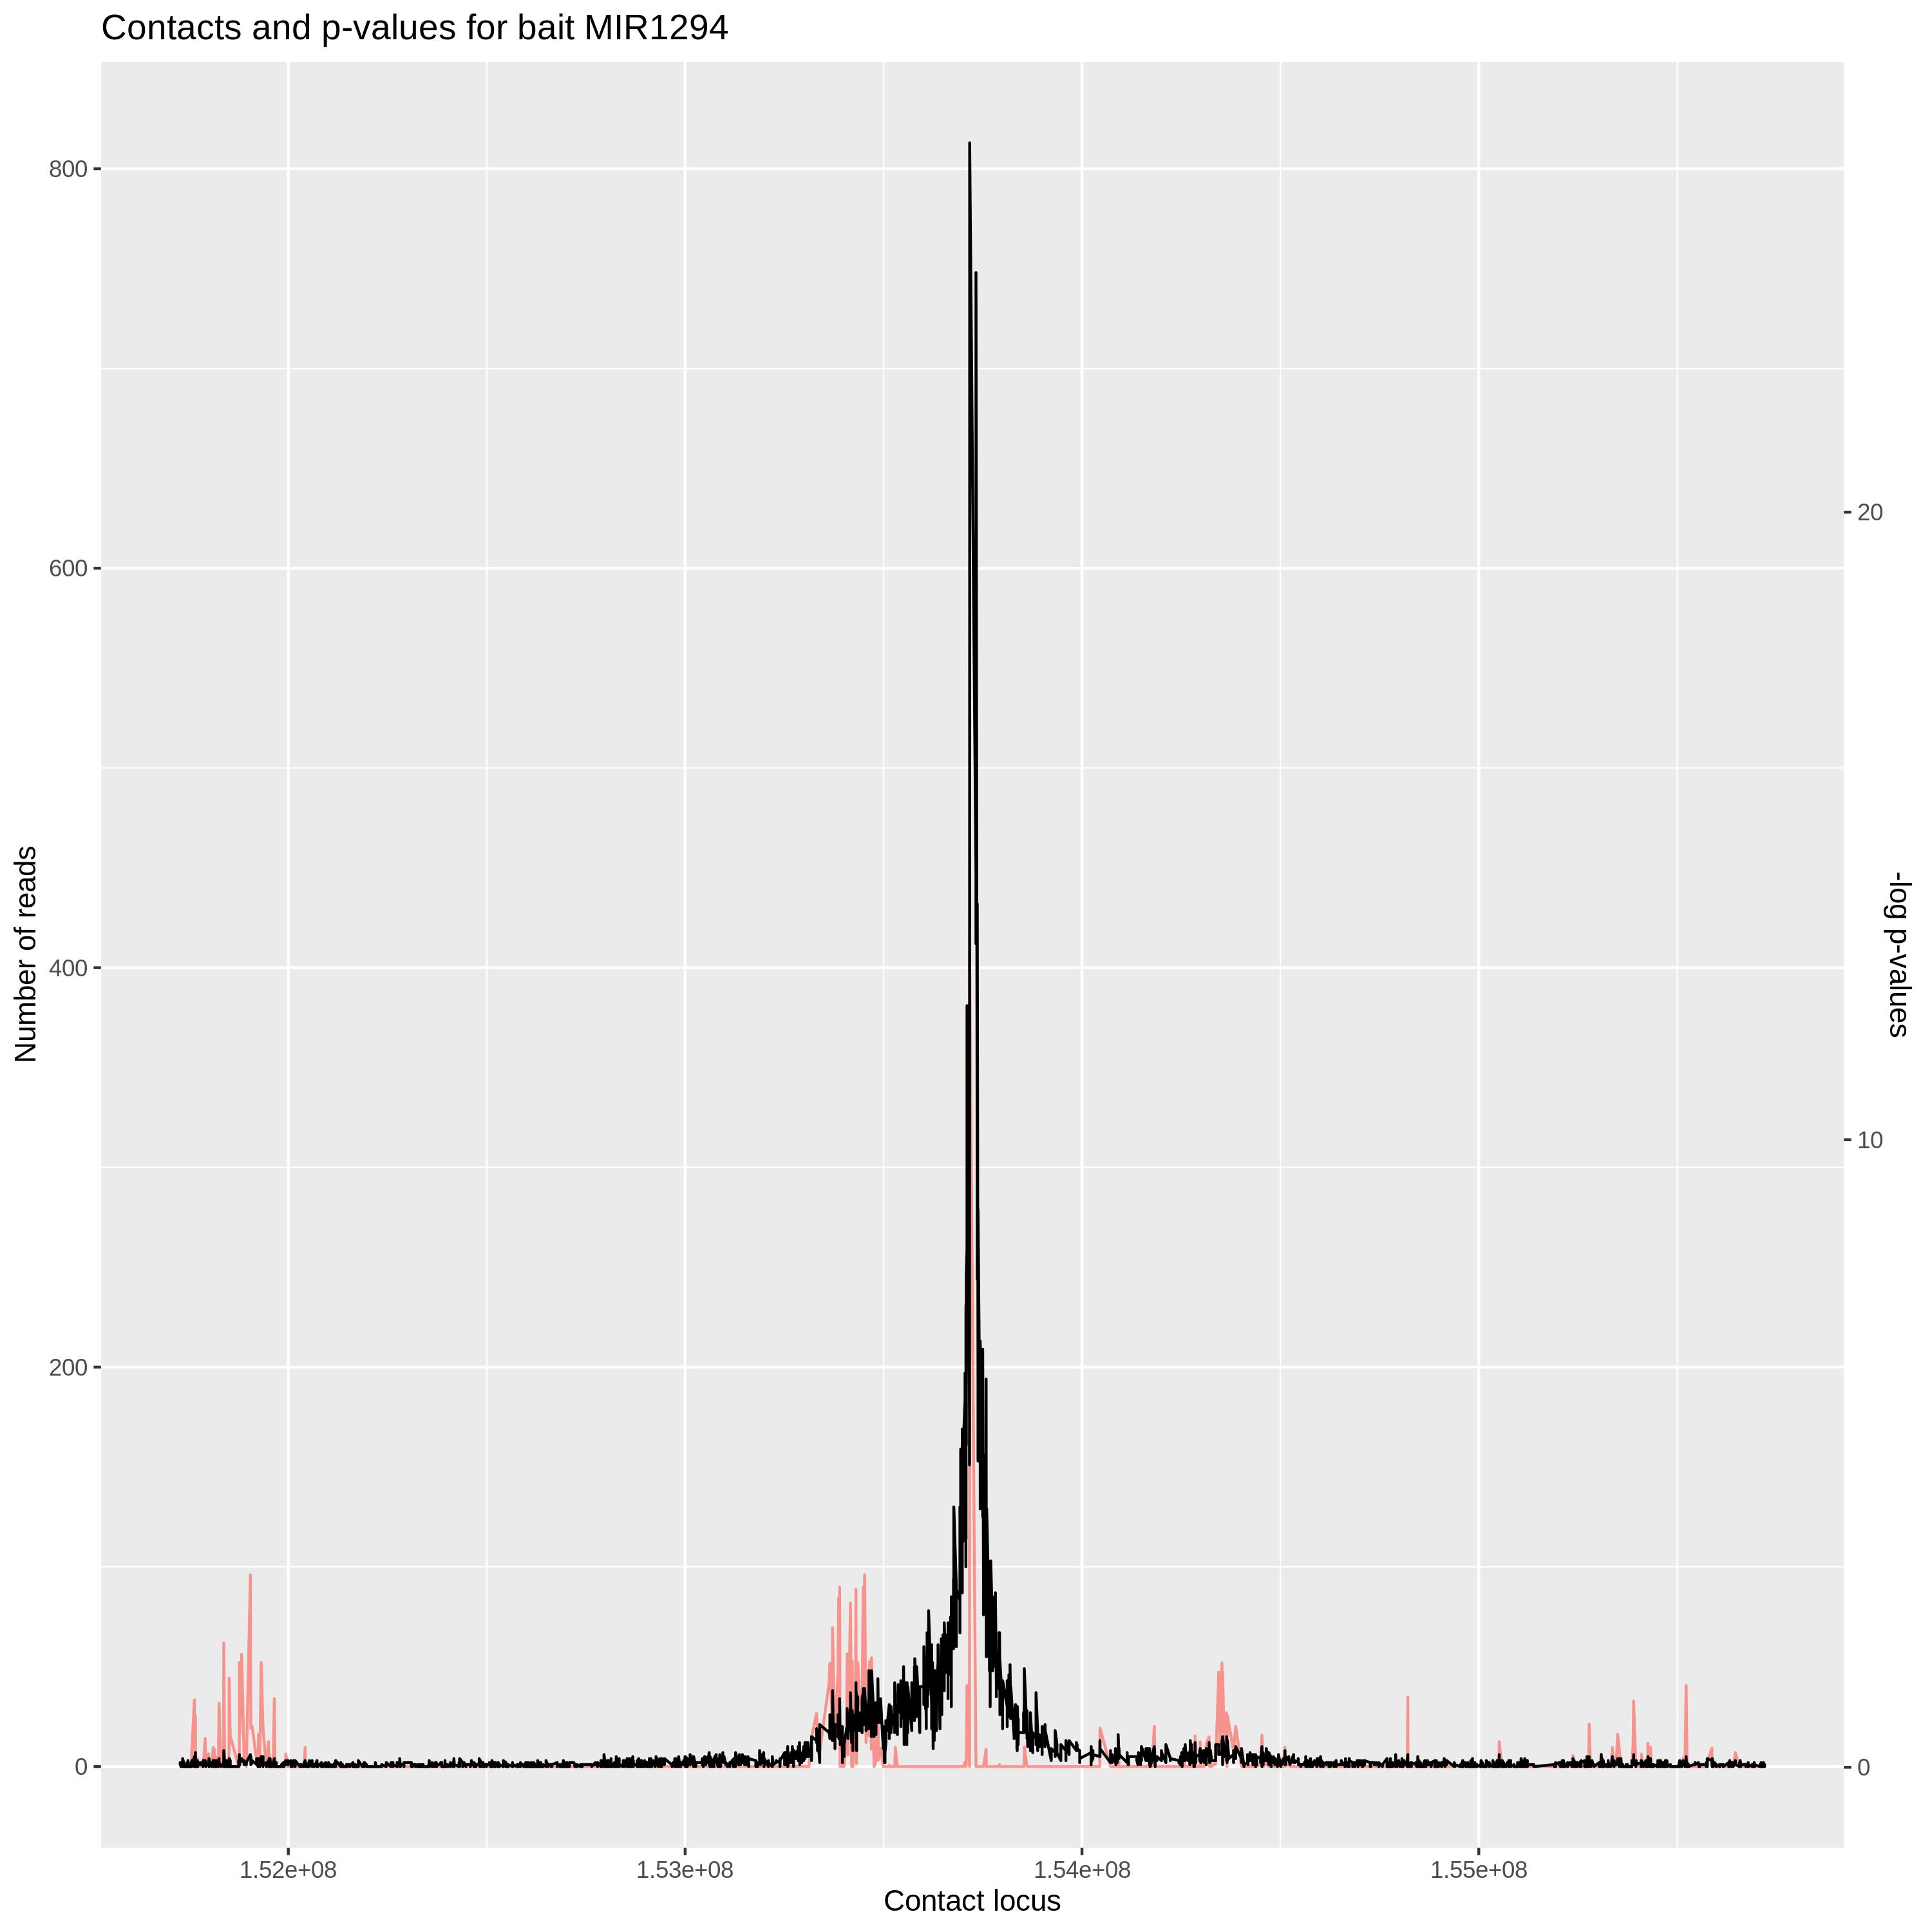 Contacts and p-values for bait MIR1294
800
600
400
200
0
Number of reads
20
10
0
-log p-values
1.52e+08
1.53e+08
1.54e+08
1.55e+08
Contact locus